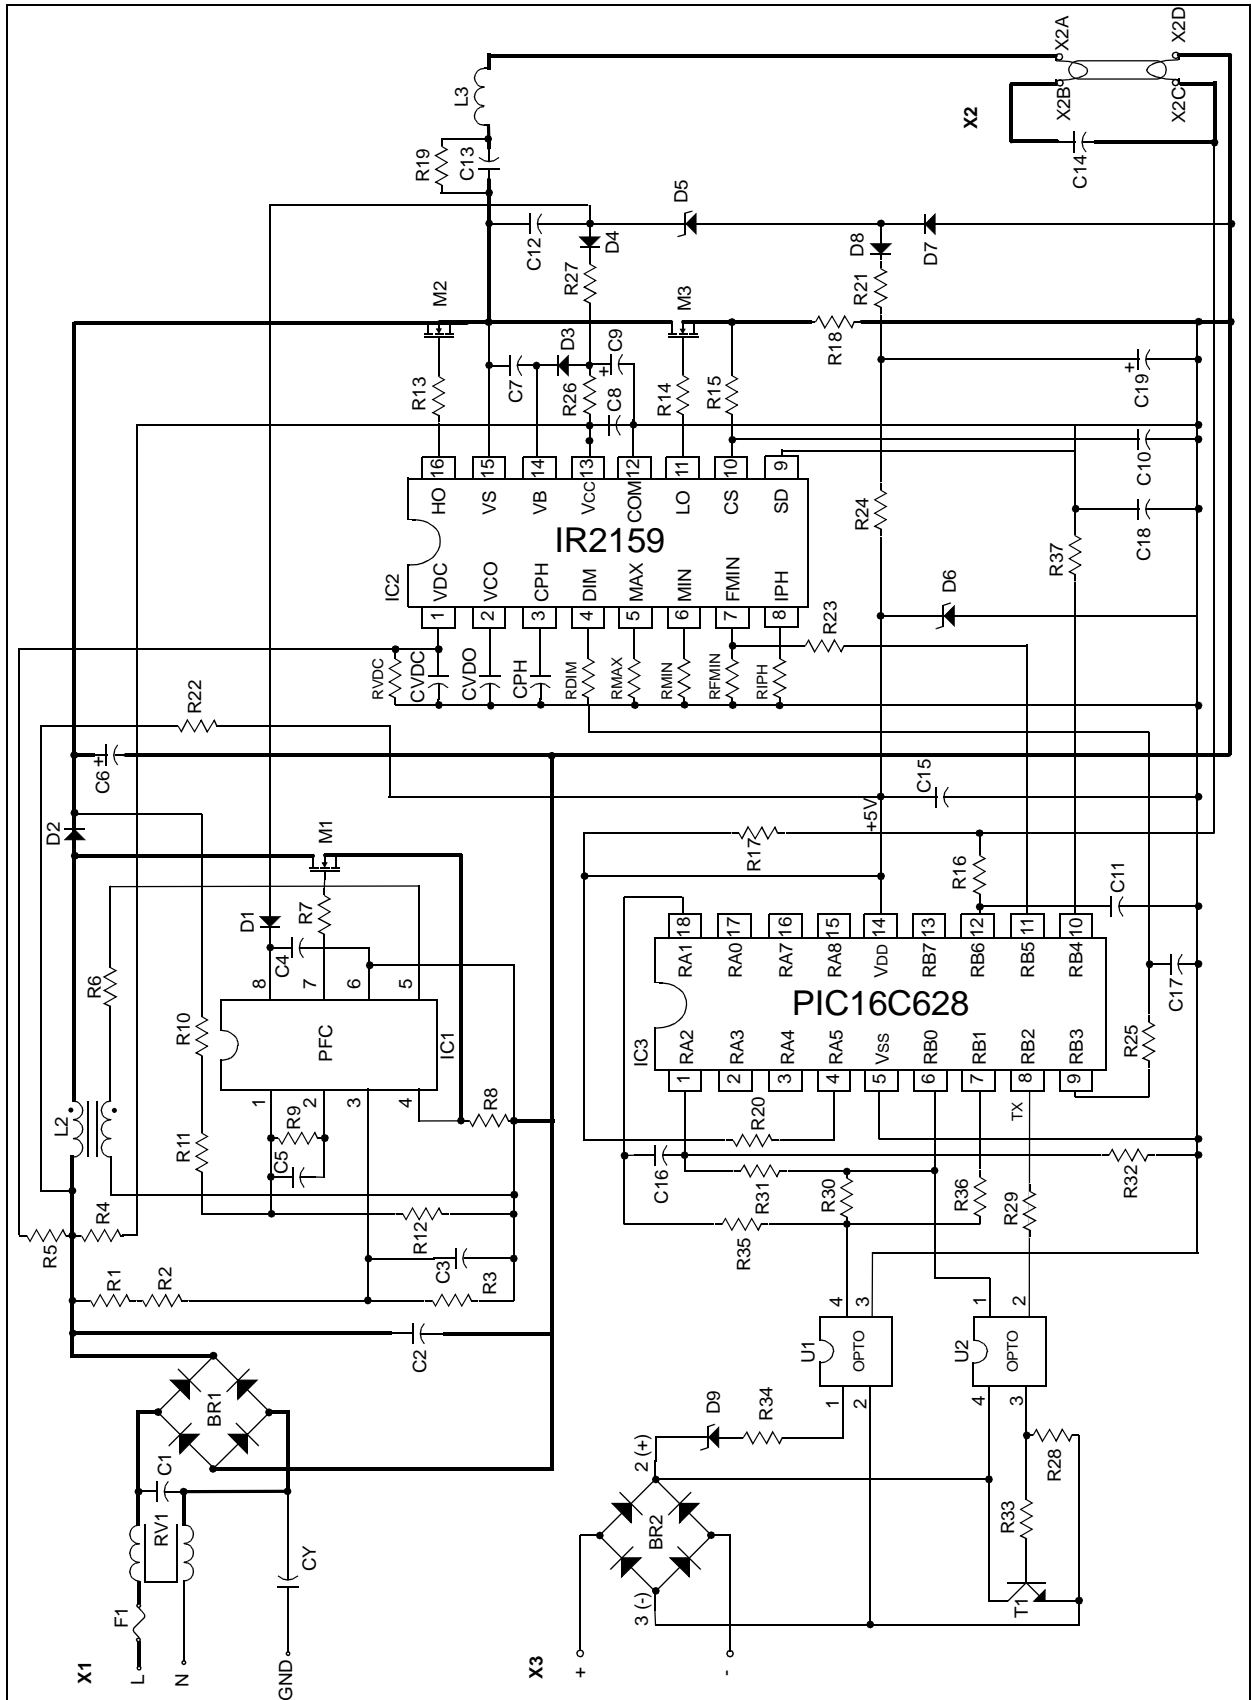 X1
L
N
GND
F1
RV1
C1
CY
BR1
C2
R1
R2
R3
C3
R5
R4
R12
R11
R10
C5
R9
L2
R6
PFC
IC1
1
2
3
4
5
6
7
8
R8
C4
D1
R7
M1
D2
C6
+
R22
IC2
IR2159
VDC
VCO
CPH
DIM
MAX
MIN
FMIN
IPH
HO
VS
VB
VCC
COM
LO
CS
SD
1
2
3
4
5
6
7
8
16
15
14
13
12
11
10
9
RVDC
CVDC
CVDO
CPH
RDIM
RMAX
RMIN
RFMIN
RIPH
R23
R13
C7
D3
R26
C8
+
C9
R14
R15
M2
M3
R18
C12
R27
D4
D5
R21
D8
D7
R19
C13
L3
X2
X2A
X2B
X2C
X2D
C14
C19
+
C10
C18
R37
R24
D6
C15
+5V
R17
R16
C11
C17
R25
IC3
PIC16C628
RA2
RA3
RA4
RA5
VSS
RB0
RB1
RB2
RB3
RA1
RA0
RA7
RA8
VDD
RB7
RB6
RB5
RB4
1
2
3
4
5
6
7
8
9
18
17
16
15
14
13
12
11
10
TX
R20
C16
R31
R30
R35
R36
R29
R32
U1
OPTO
4
3
1
2
U2
OPTO
1
2
4
3
D9
R34
R28
R33
T1
BR2
2 (+)
3 (-)
X3
+
-